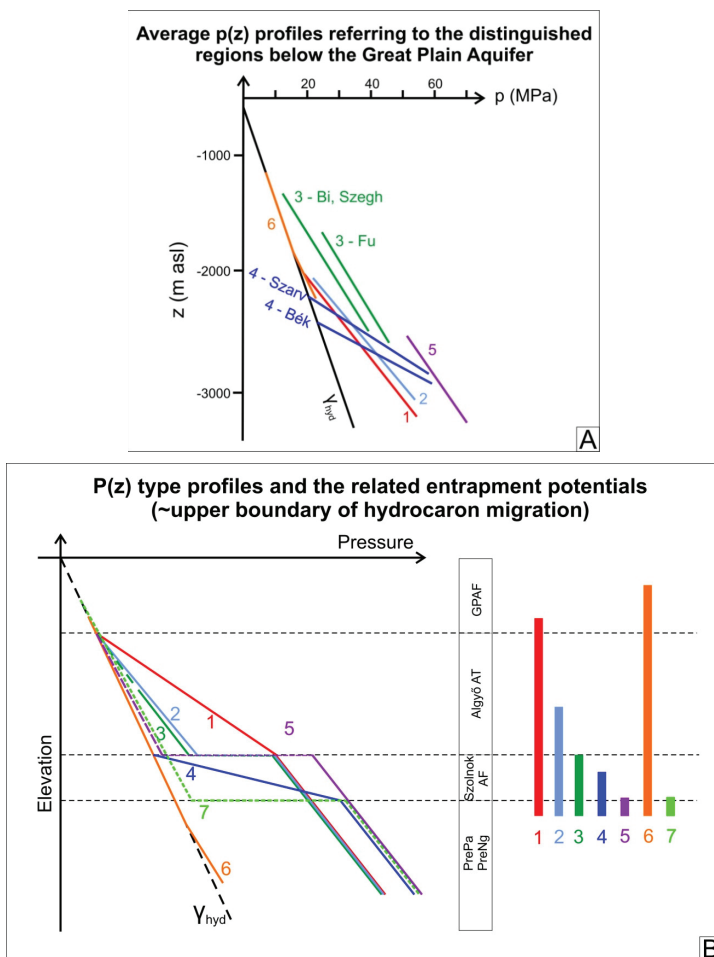 Average p(z) profiles referring to the distinguished
regions below the Great Plain Aquifer
20
40
60
p (MPa)
-1000
-2000
-3000
z (m asl)
6
3 - Bi, Szegh
3 - Fu
4 - Szarv
4 - Bék
5
2
1
γhyd
A
P(z) type profiles and the related entrapment potentials
(~upper boundary of hydrocaron migration)
Pressure
Elevation
1
2
3
4
5
6
7
γhyd
GPAF
Algyő AT
Szolnok
AF
PrePa
PreNg
1 2 3 4 5 6 7
B